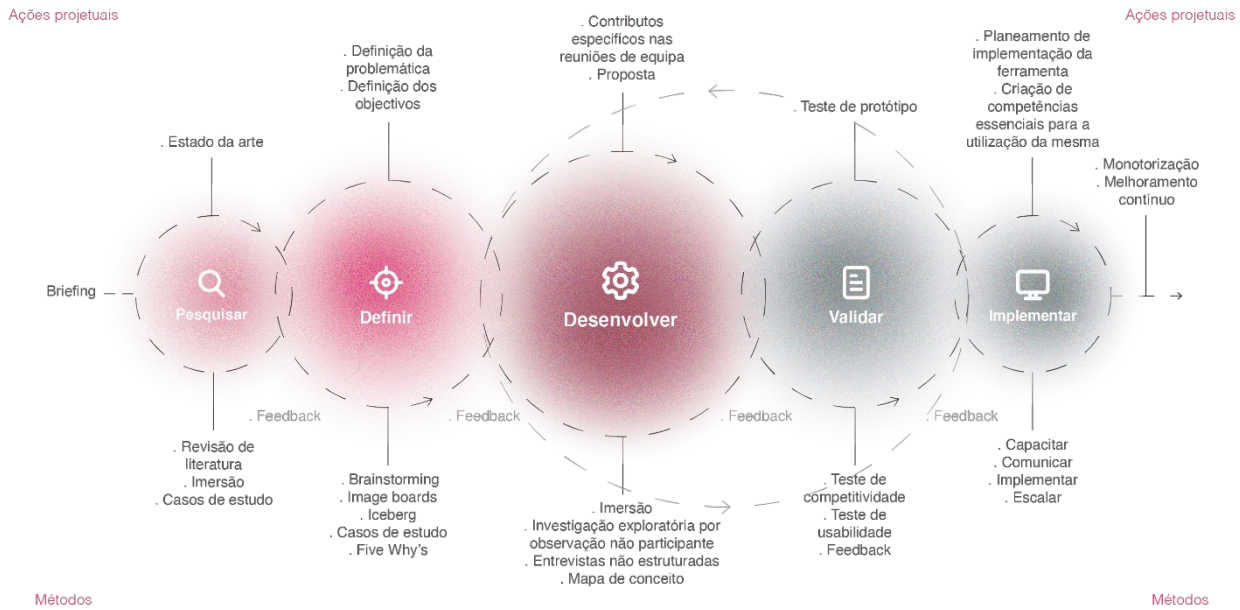 Ações projetuais
Ações projetuais
. Estado da arte
. Definição da
problemática
. Definição dos
objectivos
. Contributos
especifícos nas
reuniões de equipa
. Proposta
. Teste de protótipo
. Planeamento de
implementação da
ferramenta
. Criação de
competências
essenciais para a
utilização da mesma
. Monotorização
. Melhoramento
contínuo
Briefing
Pesquisar
Definir
Desenvolver
Validar
Implementar
. Feedback
. Feedback
. Feedback
. Feedback
. Revisão de
literatura
. Imersão
. Casos de estudo
. Brainstorming
. Image boards
. Iceberg
. Casos de estudo
. Five Why's
. Imersão
. Investigação exploratória por
observação não participante
. Entrevistas não estruturadas
. Mapa de conceito
. Teste de
competitividade
. Teste de
usabilidade
. Feedback
. Capacitar
. Comunicar
. Implementar
. Escalar
Métodos
Métodos